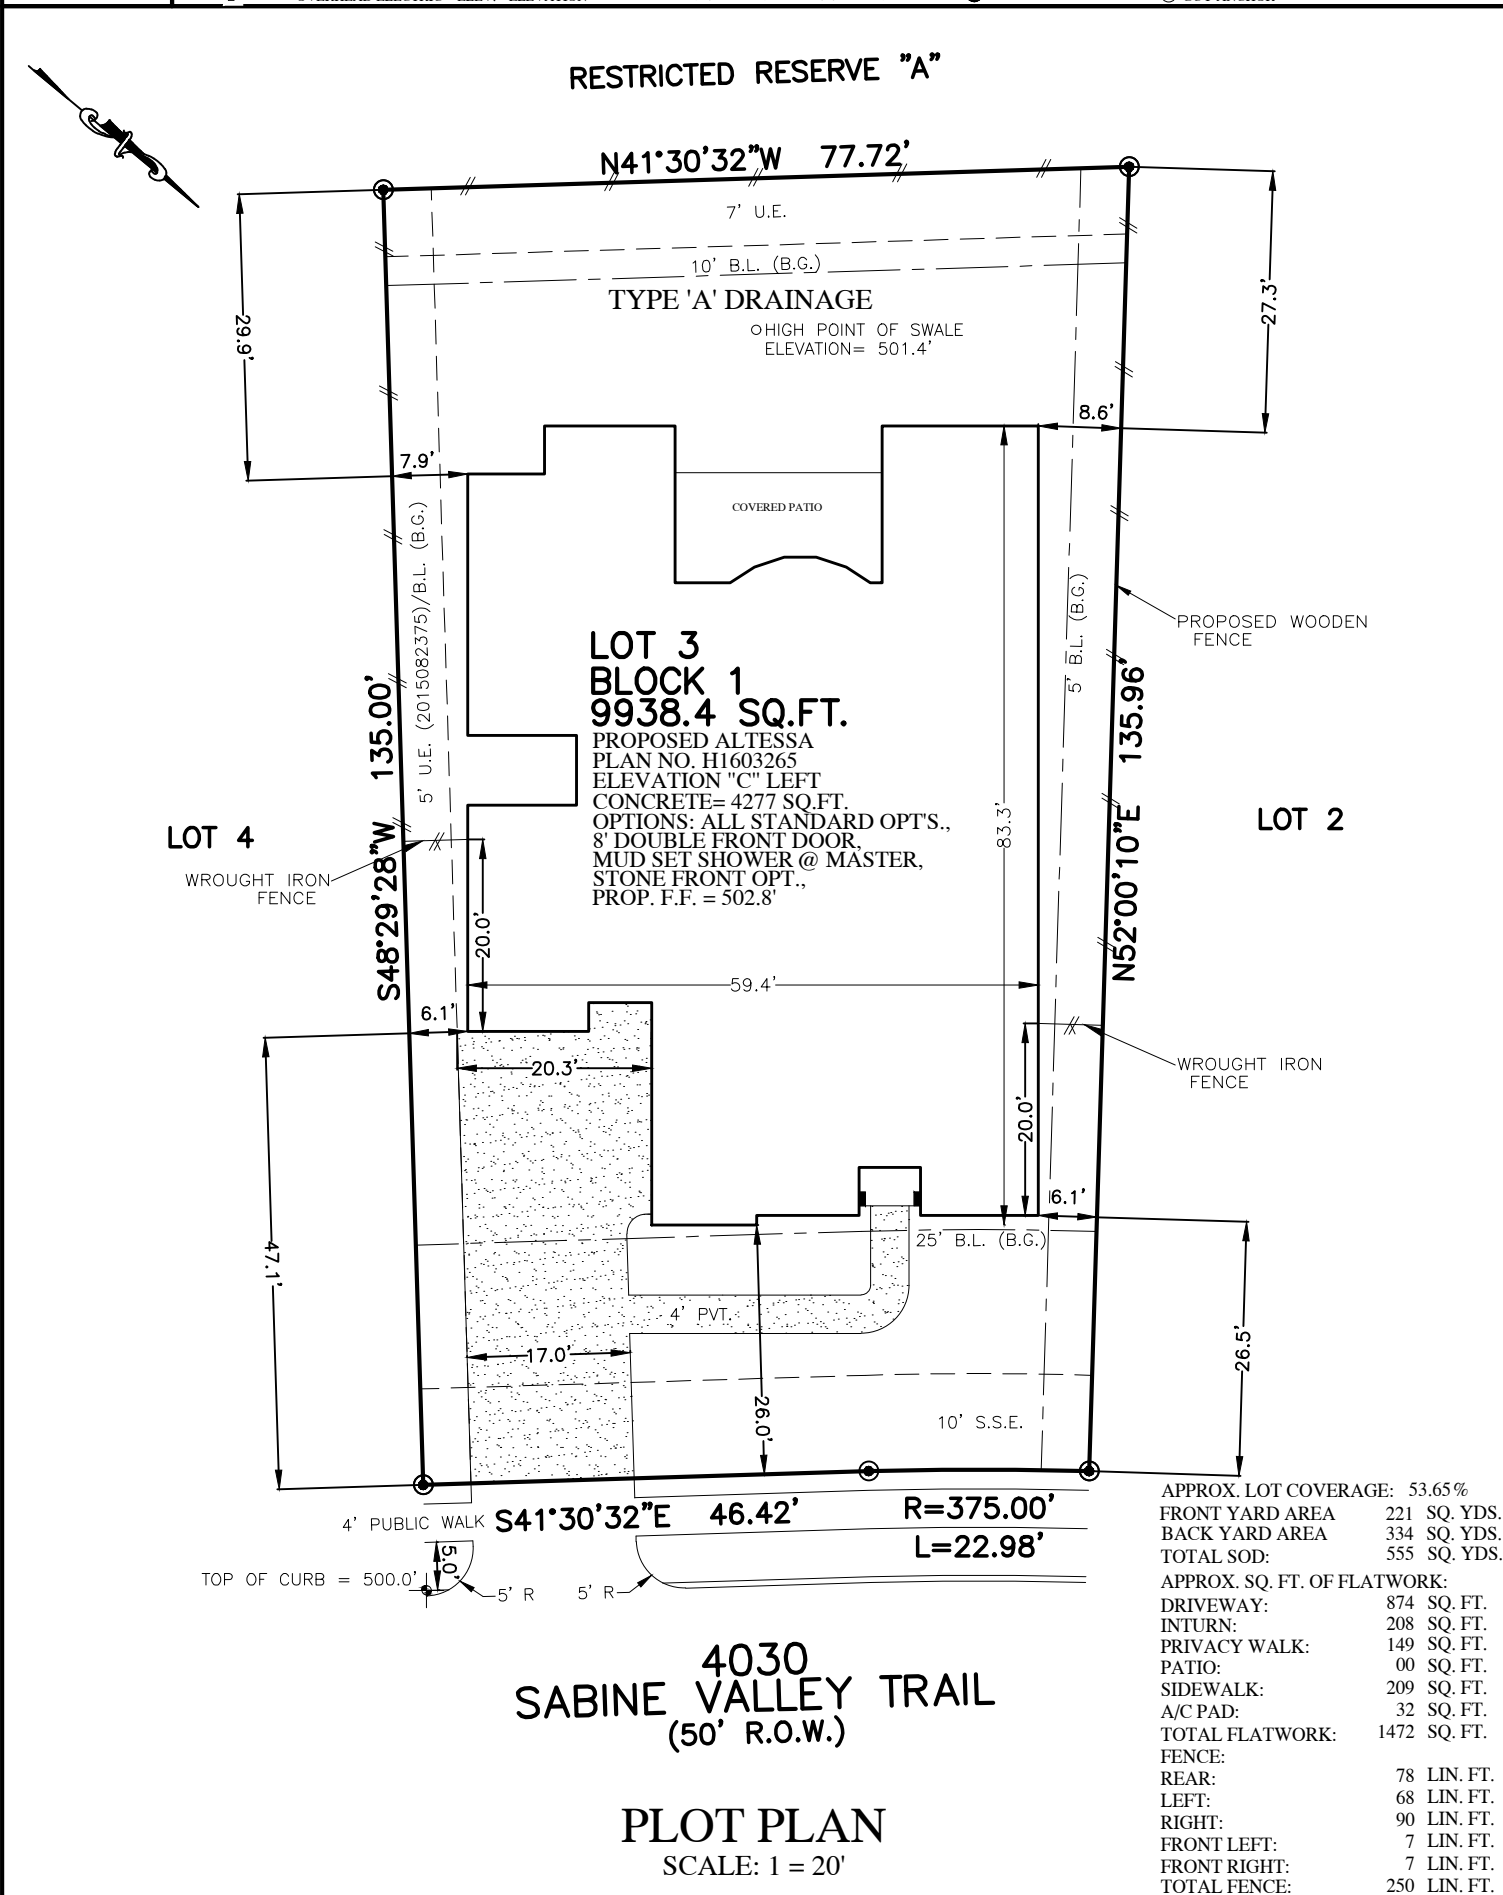 RESTRICTED RESERVE "A"
N41°30'32"W 77.72'
7' U.E.
10' B.L. (B.G.)
TYPE 'A' DRAINAGE
HIGH POINT OF SWALE
ELEVATION= 501.4'
29.9'
27.3'
7.9'
8.6'
COVERED PATIO
5' U.E. (2015082375)/B.L. (B.G.)
5' B.L. (B.G.)
PROPOSED WOODEN
FENCE
LOT 3
BLOCK 1
9938.4 SQ.FT.
PROPOSED ALTESSA
PLAN NO. H1603265
ELEVATION "C" LEFT
CONCRETE= 4277 SQ.FT.
OPTIONS: ALL STANDARD OPT'S.,
8' DOUBLE FRONT DOOR,
MUD SET SHOWER @ MASTER,
STONE FRONT OPT.,
PROP. F.F. = 502.8'
S48°29'28"W 135.00'
N52°00'10"E 135.96'
83.3'
LOT 4
LOT 2
WROUGHT IRON
FENCE
20.0'
59.4'
6.1'
20.3'
WROUGHT IRON
FENCE
20.0'
6.1'
25' B.L. (B.G.)
47.1'
4' PVT.
17.0'
26.0'
26.5'
10' S.S.E.
4' PUBLIC WALK
S41°30'32"E 46.42'
R=375.00'
L=22.98'
5.0'
TOP OF CURB = 500.0'
5' R
5' R
4030
SABINE VALLEY TRAIL
(50' R.O.W.)
PLOT PLAN
SCALE: 1 = 20'
APPROX. LOT COVERAGE: 53.65%
FRONT YARD AREA 221 SQ. YDS.
BACK YARD AREA 334 SQ. YDS.
TOTAL SOD: 555 SQ. YDS.
APPROX. SQ. FT. OF FLATWORK:
DRIVEWAY: 874 SQ. FT.
INTURN: 208 SQ. FT.
PRIVACY WALK: 149 SQ. FT.
PATIO: 00 SQ. FT.
SIDEWALK: 209 SQ. FT.
A/C PAD: 32 SQ. FT.
TOTAL FLATWORK: 1472 SQ. FT.
FENCE:
REAR: 78 LIN. FT.
LEFT: 68 LIN. FT.
RIGHT: 90 LIN. FT.
FRONT LEFT: 7 LIN. FT.
FRONT RIGHT: 7 LIN. FT.
TOTAL FENCE: 250 LIN. FT.